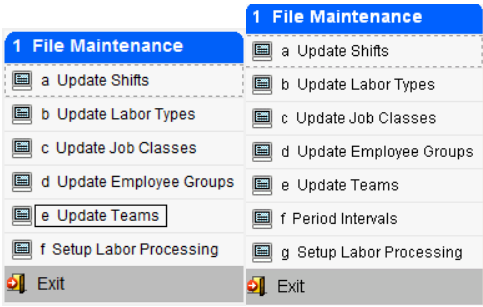 1 File Maintenance
a Update Shifts
b Update Labor Types
c Update Job Classes
d Update Employee Groups
e Update Teams
f Setup Labor Processing
Exit
1 File Maintenance
a Update Shifts
b Update Labor Types
c Update Job Classes
d Update Employee Groups
e Update Teams
f Period Intervals
g Setup Labor Processing
Exit